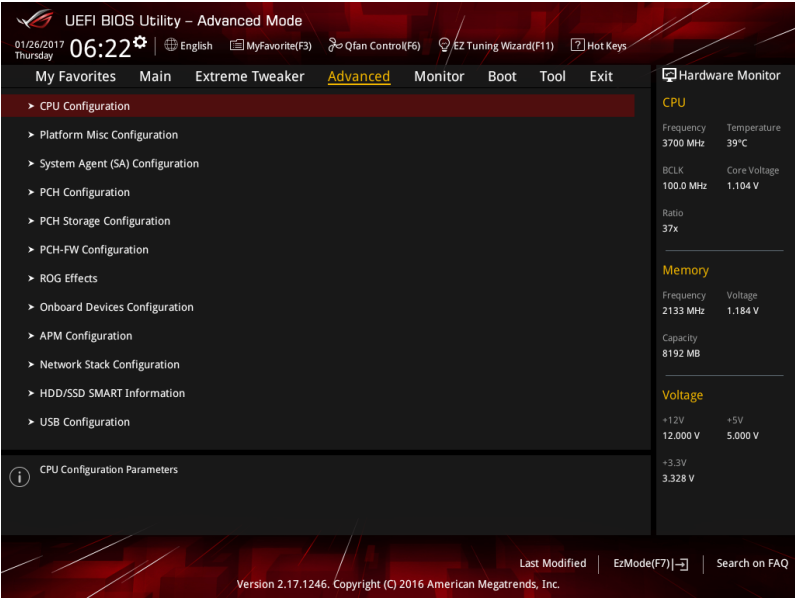 UEFI BIOS Utility – Advanced Mode
01/26/2017 Thursday 06:22 English MyFavorite(F3) Qfan Control(F6) EZ Tuning Wizard(F11) ? Hot Keys
My Favorites Main Extreme Tweaker Advanced Monitor Boot Tool Exit
CPU Configuration
Platform Misc Configuration
System Agent (SA) Configuration
PCH Configuration
PCH Storage Configuration
PCH-FW Configuration
ROG Effects
Onboard Devices Configuration
APM Configuration
Network Stack Configuration
HDD/SSD SMART Information
USB Configuration
CPU Configuration Parameters
Hardware Monitor
CPU
Frequency Temperature
3700 MHz 39°C
BCLK Core Voltage
100.0 MHz 1.104 V
Ratio
37x
Memory
Frequency Voltage
2133 MHz 1.184 V
Capacity
8192 MB
Voltage
+12V +5V
12.000 V 5.000 V
+3.3V
3.328 V
Last Modified EzMode(F7) Search on FAQ
Version 2.17.1246. Copyright (C) 2016 American Megatrends, Inc.